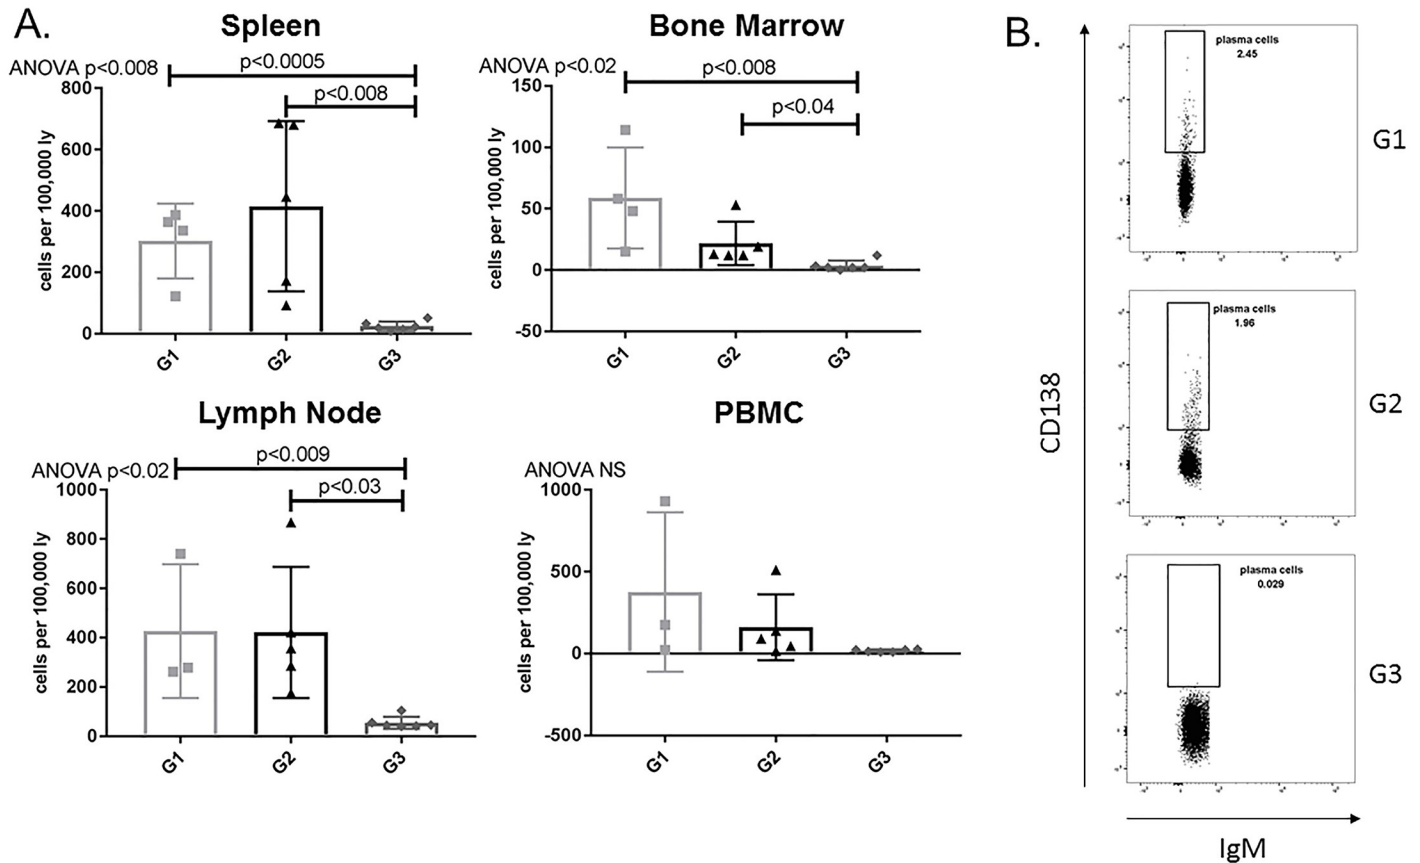 A.
Spleen
ANOVA p<0.008
p<0.0005
p<0.008
cells per 100,000 ly
800
600
400
200
0
G1
G2
G3
Bone Marrow
ANOVA p<0.02
p<0.008
p<0.04
cells per 100,000 ly
150
100
50
0
-50
G1
G2
G3
Lymph Node
ANOVA p<0.02
p<0.009
p<0.03
cells per 100,000 ly
1000
800
600
400
200
0
G1
G2
G3
PBMC
ANOVA NS
cells per 100,000 ly
1000
500
0
-500
G1
G2
G3
B.
plasma cells
2.45
G1
plasma cells
1.96
G2
plasma cells
0.029
G3
CD138
IgM